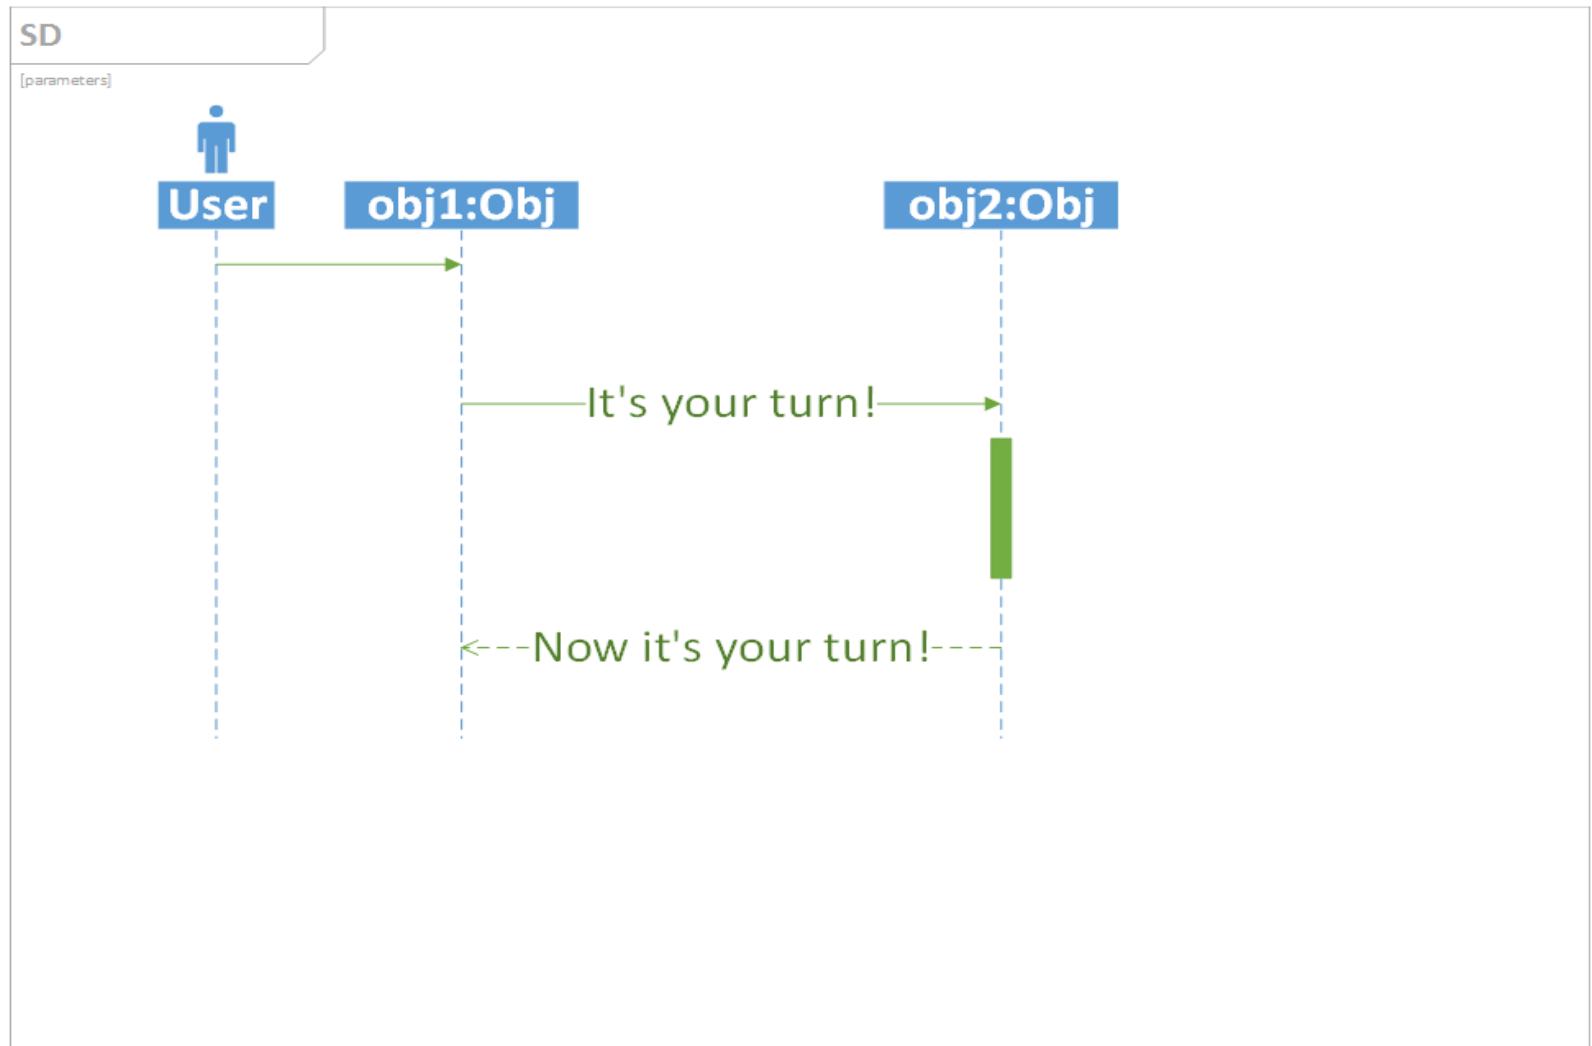 SD
[parameters]
User
obj1:Obj
obj2:Obj
It's your turn!
Now it's your turn!